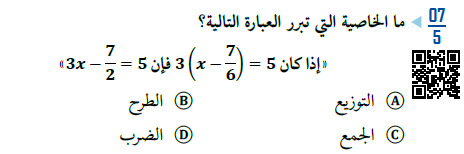 07/5 ما الخاصية التي تبرر العبارة التالية؟
«إذا كان 3(x − 7/6) = 5 فإن 3x − 7/2 = 5»
A التوزيع B الطرح
C الجمع D الضرب